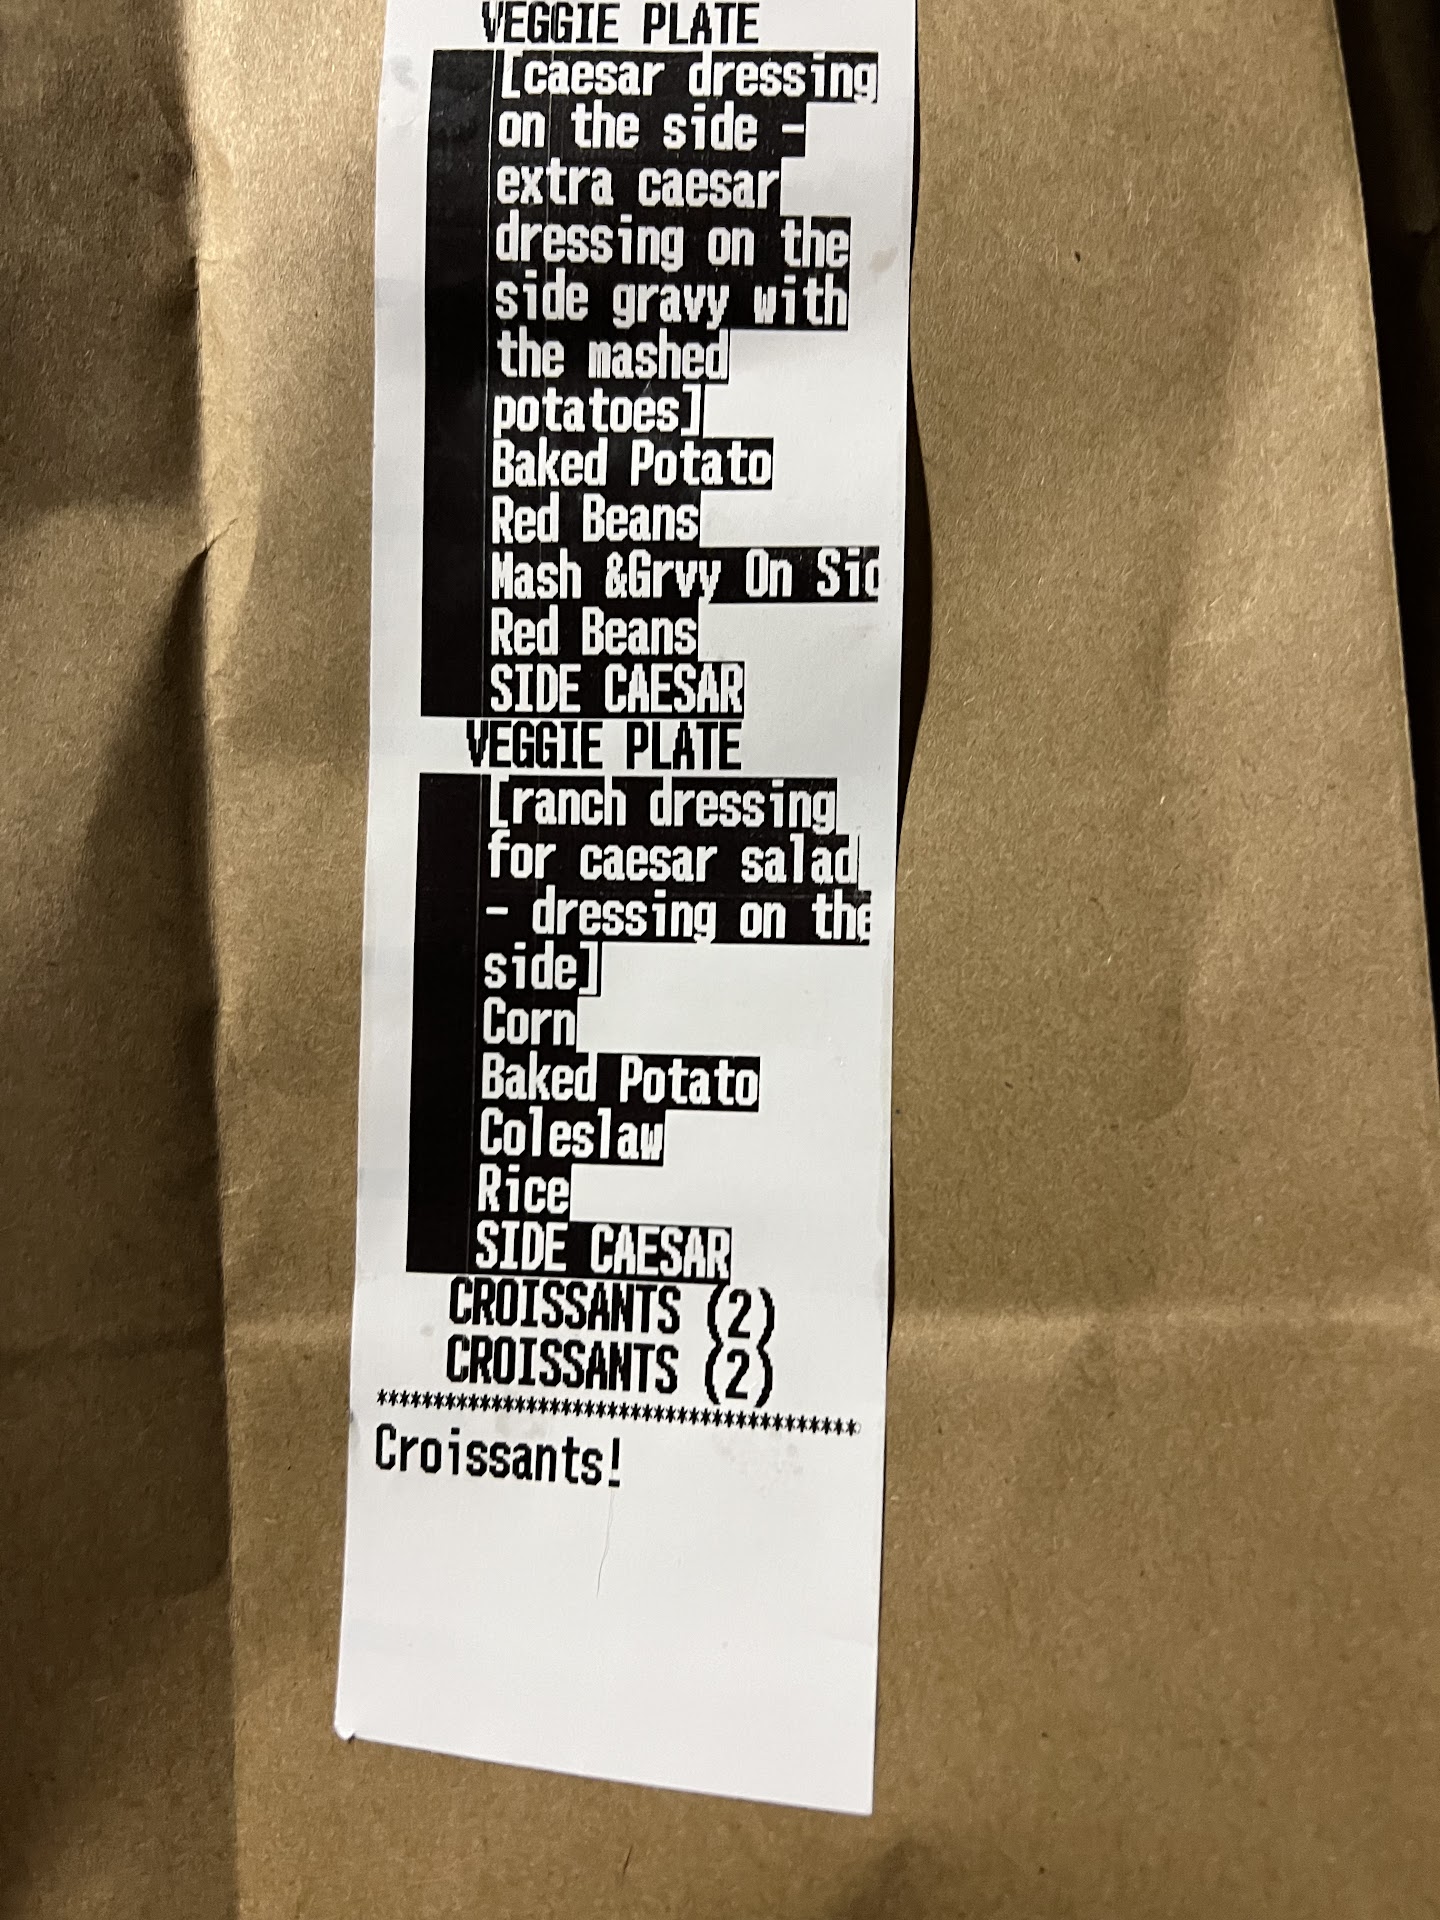 VEGGIE PLATE
[caesar dressing
on the side -
extra caesar
dressing on the
side gravy with
the mashed
potatoes]
Baked Potato
Red Beans
Mash &Grvy On Sid
Red Beans
SIDE CAESAR
VEGGIE PLATE
[ranch dressing
for caesar salad
- dressing on the
side]
Corn
Baked Potato
Coleslaw
Rice
SIDE CAESAR
CROISSANTS (2)
CROISSANTS (2)
****************************************
Croissants!